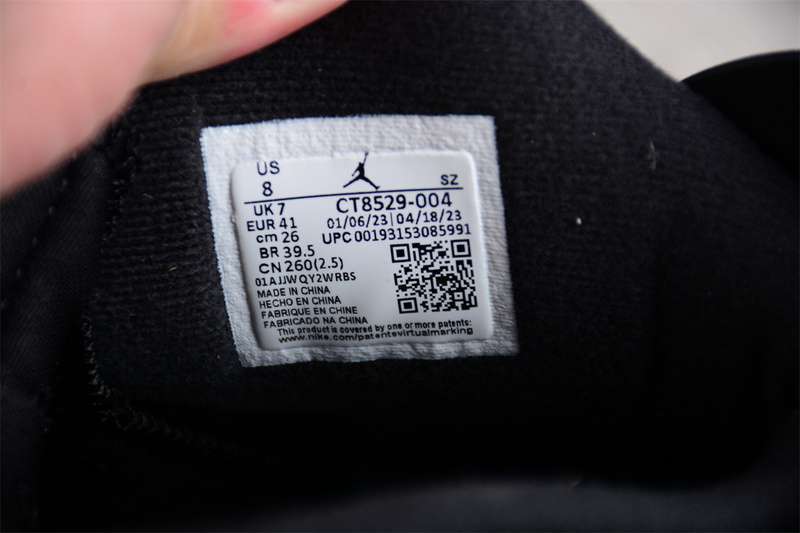 US
8
SZ
UK 7
CT8529-004
EUR 41
01/06/23 | 04/18/23
cm 26
UPC 00193153085991
BR 39.5
CN 260(2.5)
01AJJWQY2WRBS
MADE IN CHINA
HECHO EN CHINA
FABRIQUE EN CHINE
FABRICADO NA CHINA
This product is covered by one or more patents:
www.nike.com/patentsvirtualmarking